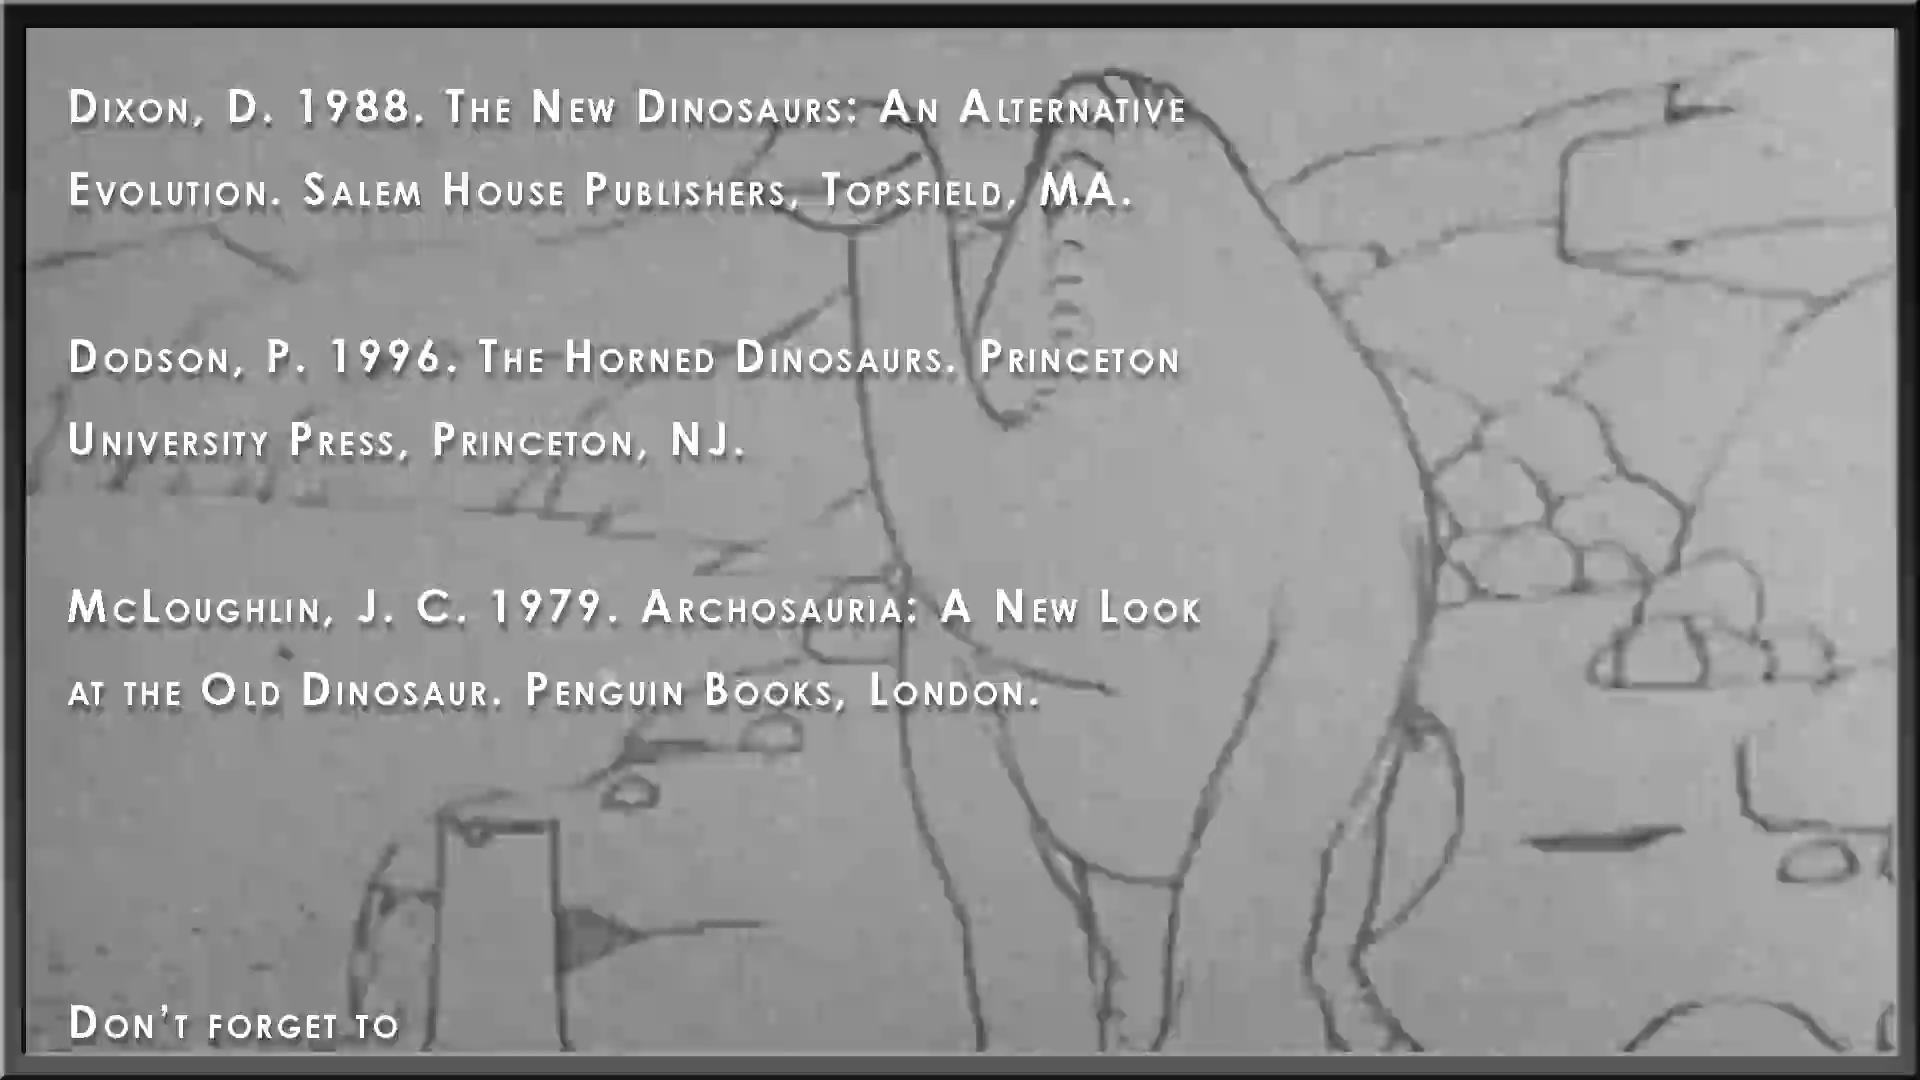 Dixon, D. 1988. The New Dinosaurs: An Alternative
Evolution. Salem House Publishers, Topsfield, MA.
Dodson, P. 1996. The Horned Dinosaurs. Princeton
University Press, Princeton, NJ.
McLoughlin, J. C. 1979. Archosauria: A New Look
at the Old Dinosaur. Penguin Books, London.
Don't forget to